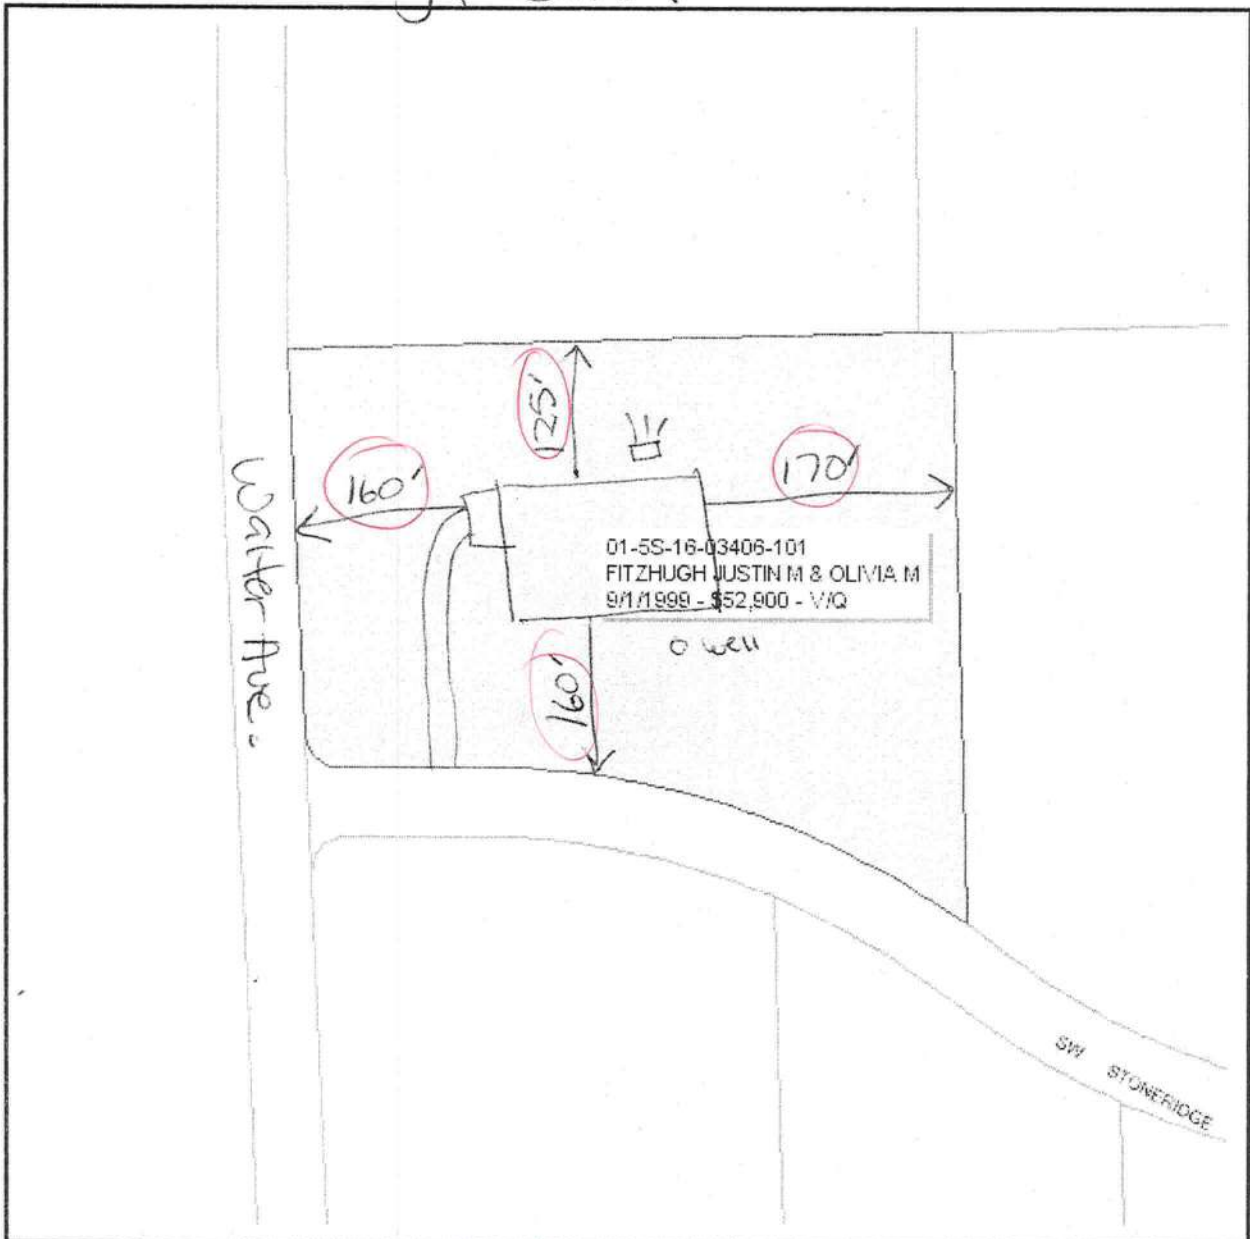 125'
160'
170'
Walter Ave.
01-5S-16-03406-101
FITZHUGH JUSTIN M & OLIVIA M
9/1/1999 - $52,900 - V/Q
o well
160'
SW STONERIDGE